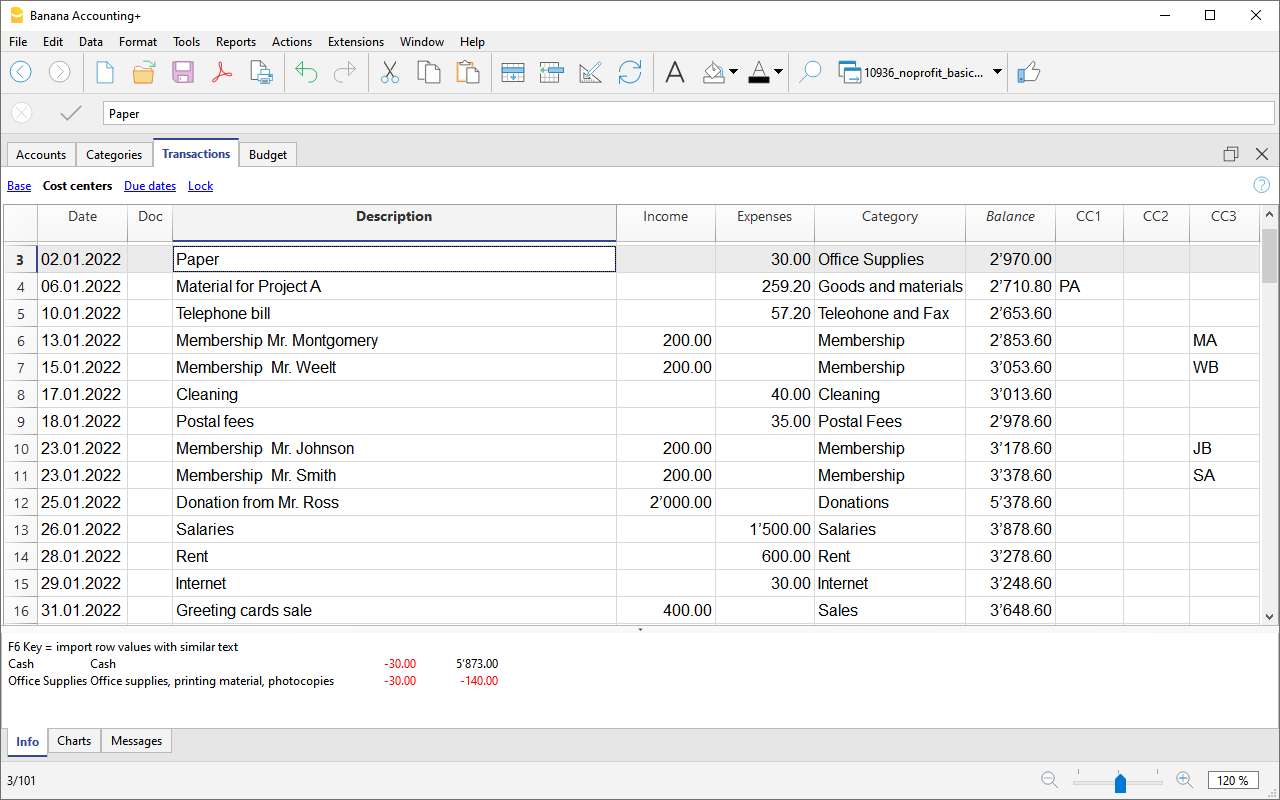 Banana Accounting+
File Edit Data Format Tools Reports Actions Extensions Window Help
10936_noprofit_basic...
Paper
Accounts Categories Transactions Budget
Base Cost centers Due dates Lock
Date Doc Description Income Expenses Category Balance CC1 CC2 CC3
3 02.01.2022 Paper 30.00 Office Supplies 2’970.00
4 06.01.2022 Material for Project A 259.20 Goods and materials 2’710.80 PA
5 10.01.2022 Telephone bill 57.20 Teleohone and Fax 2’653.60
6 13.01.2022 Membership Mr. Montgomery 200.00 Membership 2’853.60 MA
7 15.01.2022 Membership  Mr. Weelt 200.00 Membership 3’053.60 WB
8 17.01.2022 Cleaning 40.00 Cleaning 3’013.60
9 18.01.2022 Postal fees 35.00 Postal Fees 2’978.60
10 23.01.2022 Membership  Mr. Johnson 200.00 Membership 3’178.60 JB
11 23.01.2022 Membership  Mr. Smith 200.00 Membership 3’378.60 SA
12 25.01.2022 Donation from Mr. Ross 2’000.00 Donations 5’378.60
13 26.01.2022 Salaries 1’500.00 Salaries 3’878.60
14 28.01.2022 Rent 600.00 Rent 3’278.60
15 29.01.2022 Internet 30.00 Internet 3’248.60
16 31.01.2022 Greeting cards sale 400.00 Sales 3’648.60
F6 Key = import row values with similar text
Cash Cash -30.00 5’873.00
Office Supplies Office supplies, printing material, photocopies -30.00 -140.00
Info Charts Messages
3/101 120 %